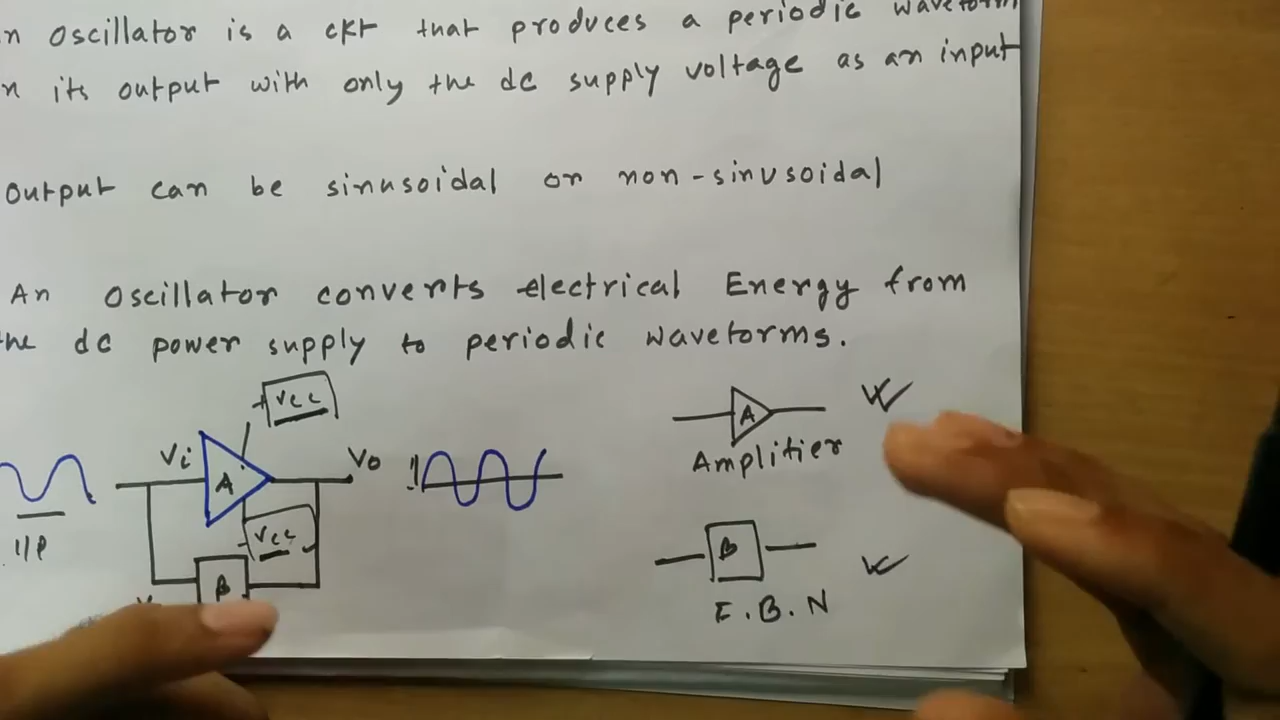 n Oscillator is a ckt that produces a periodic waveform
n its output with only the dc supply voltage as an input
Output can be sinusoidal or non-sinusoidal
An Oscillator converts electrical Energy from
the dc power supply to periodic waveforms.
+Vcc
Vi
A
Vo
-Vcc
I/P
β
A
Amplifier
β
F.B.N